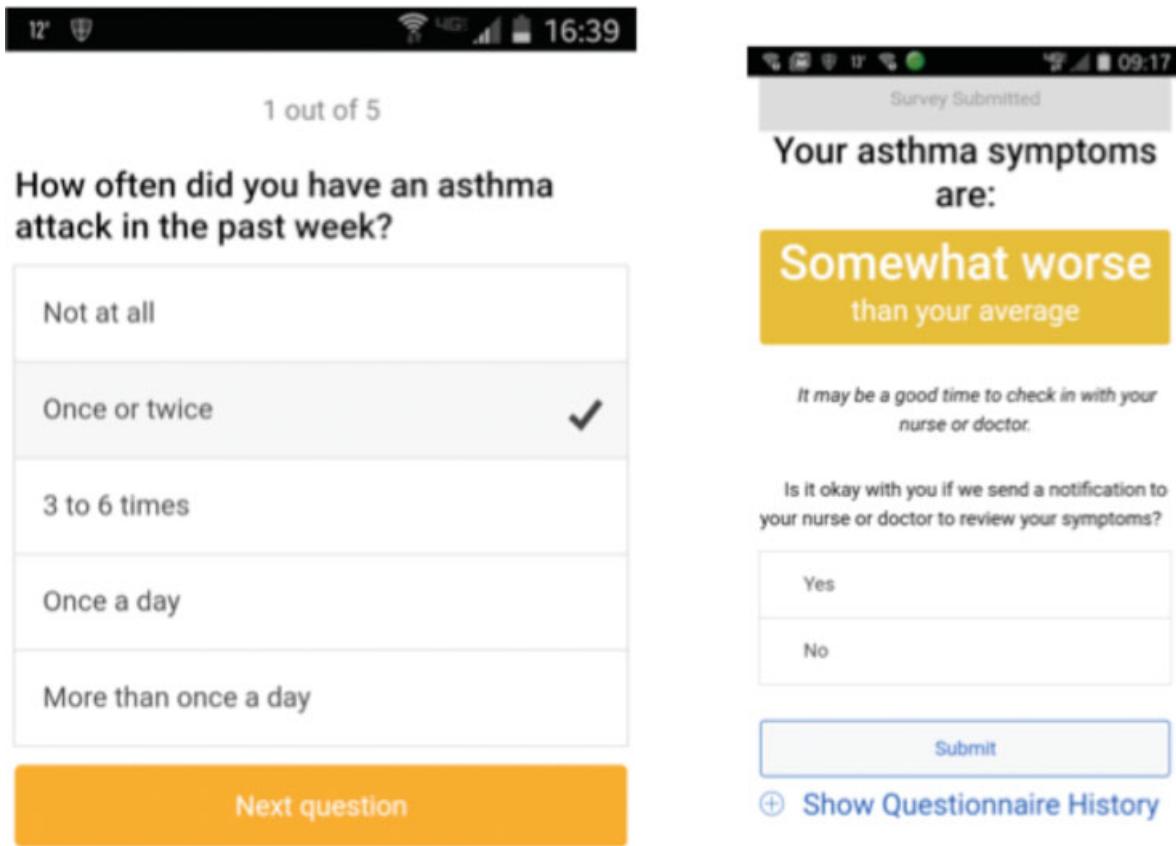 12° 4G 16:39
1 out of 5
How often did you have an asthma
attack in the past week?
Not at all
Once or twice
3 to 6 times
Once a day
More than once a day
Next question
09:17
Survey Submitted
Your asthma symptoms
are:
Somewhat worse
than your average
It may be a good time to check in with your
nurse or doctor.
Is it okay with you if we send a notification to
your nurse or doctor to review your symptoms?
Yes
No
Submit
Show Questionnaire History